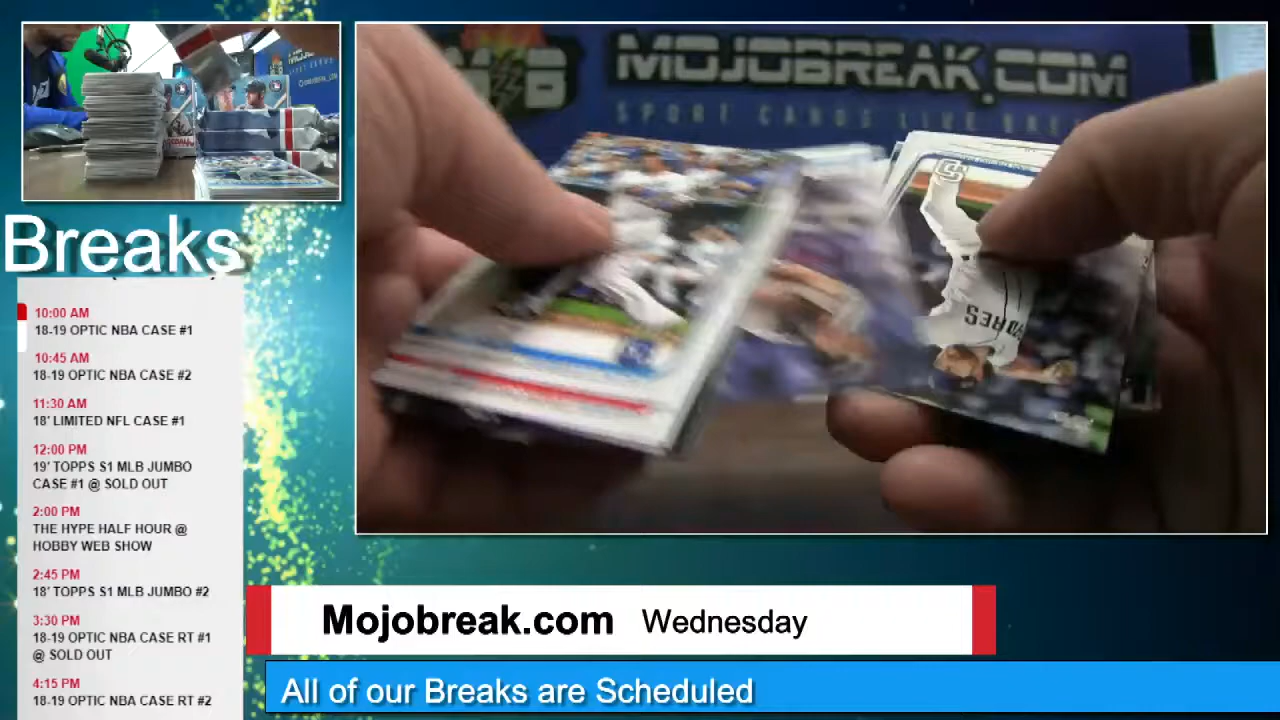 MOJOBREAK.COM
SPORT CARDS LIVE
Breaks
10:00 AM
18-19 OPTIC NBA CASE #1
10:45 AM
18-19 OPTIC NBA CASE #2
11:30 AM
18' LIMITED NFL CASE #1
12:00 PM
19' TOPPS S1 MLB JUMBO
CASE #1 @ SOLD OUT
2:00 PM
THE HYPE HALF HOUR @
HOBBY WEB SHOW
2:45 PM
18' TOPPS S1 MLB JUMBO #2
3:30 PM
18-19 OPTIC NBA CASE RT #1
@ SOLD OUT
4:15 PM
18-19 OPTIC NBA CASE RT #2
Mojobreak.com Wednesday
All of our Breaks are Scheduled